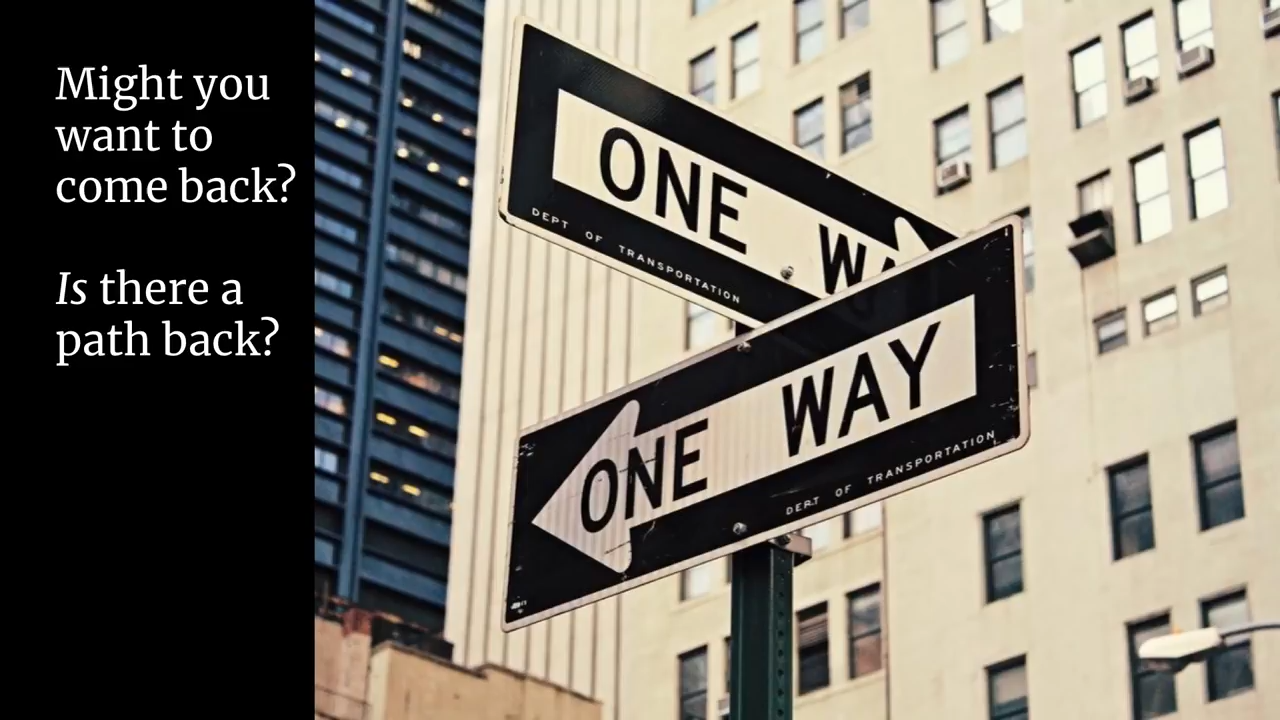 Might you
want to
come back?
Is there a
path back?
ONE WA
DEPT OF TRANSPORTATION
ONE WAY
DEPT OF TRANSPORTATION